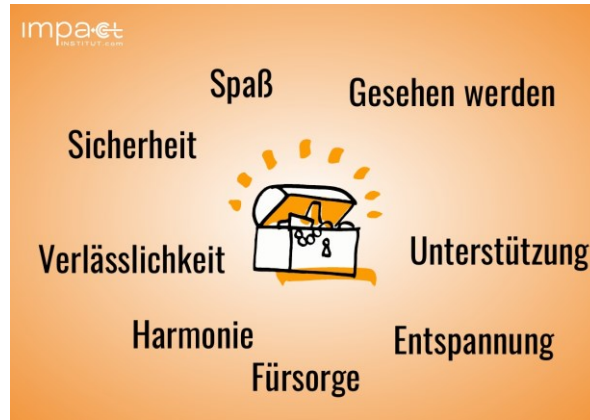 impact
INSTITUT.com
Spaß
Gesehen werden
Sicherheit
Verlässlichkeit
Unterstützung
Harmonie
Entspannung
Fürsorge